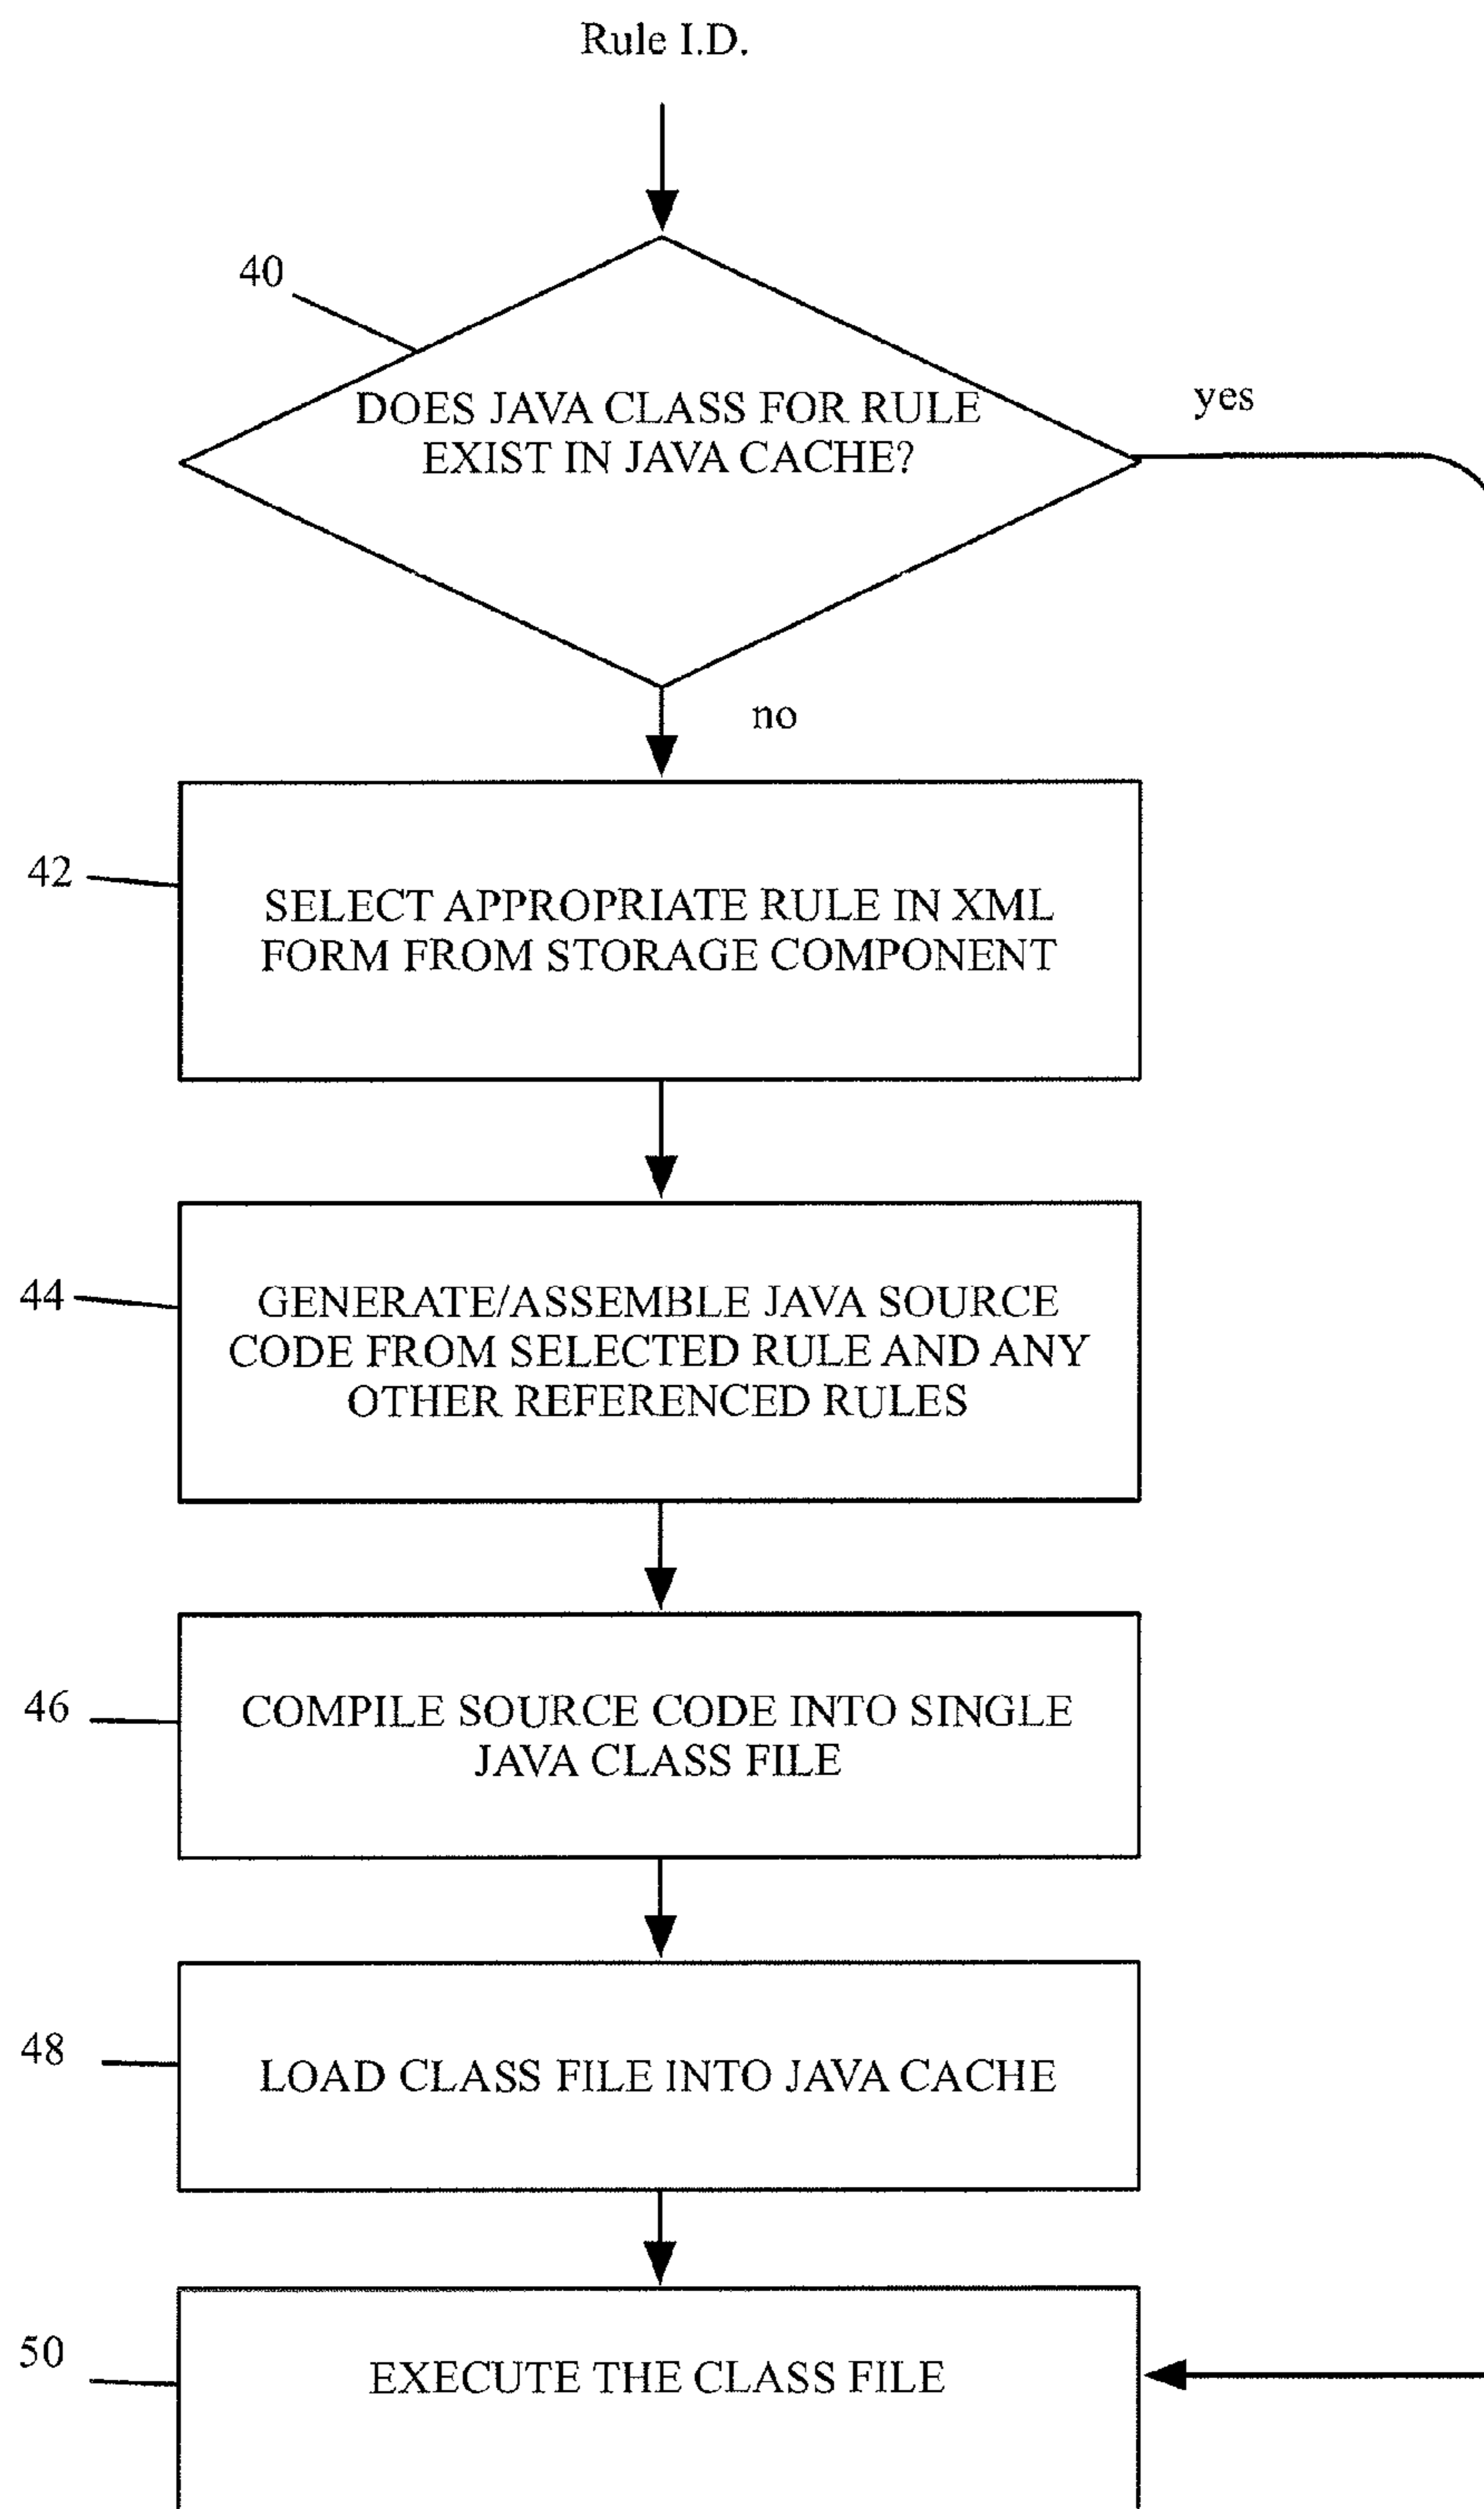 Rule I.D.
40
DOES JAVA CLASS FOR RULE
EXIST IN JAVA CACHE?
yes
no
42
SELECT APPROPRIATE RULE IN XML
FORM FROM STORAGE COMPONENT
44
GENERATE/ASSEMBLE JAVA SOURCE
CODE FROM SELECTED RULE AND ANY
OTHER REFERENCED RULES
46
COMPILE SOURCE CODE INTO SINGLE
JAVA CLASS FILE
48
LOAD CLASS FILE INTO JAVA CACHE
50
EXECUTE THE CLASS FILE